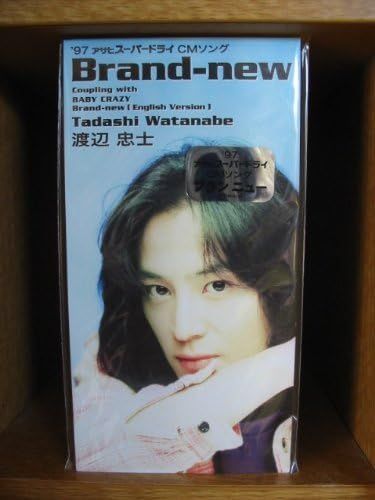 '97 アサヒスーパードライ CMソング
Brand-new
Coupling with
BABY CRAZY
Brand-new [English Version]
Tadashi Watanabe
渡辺 忠士
'97
アサヒスーパードライ
CMソング
ブラン ニュー